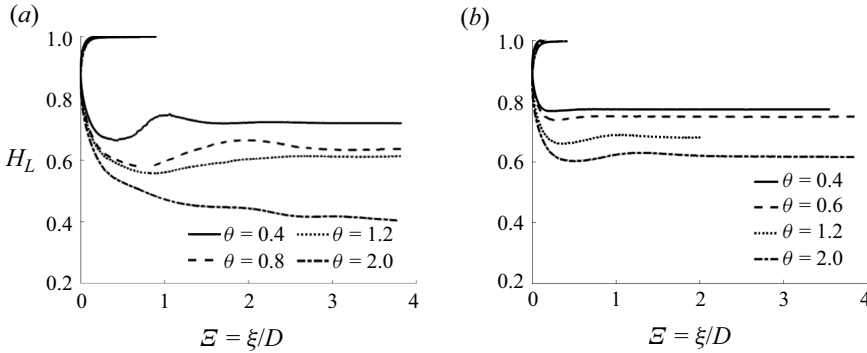 (a)
1.0
0.8
0.6
0.4
0.2
H_L
0 1 2 3 4
Ξ = ξ/D
θ = 0.4 θ = 1.2
θ = 0.8 θ = 2.0
(b)
1.0
0.8
0.6
0.4
0.2
0 1 2 3 4
Ξ = ξ/D
θ = 0.4
θ = 0.6
θ = 1.2
θ = 2.0